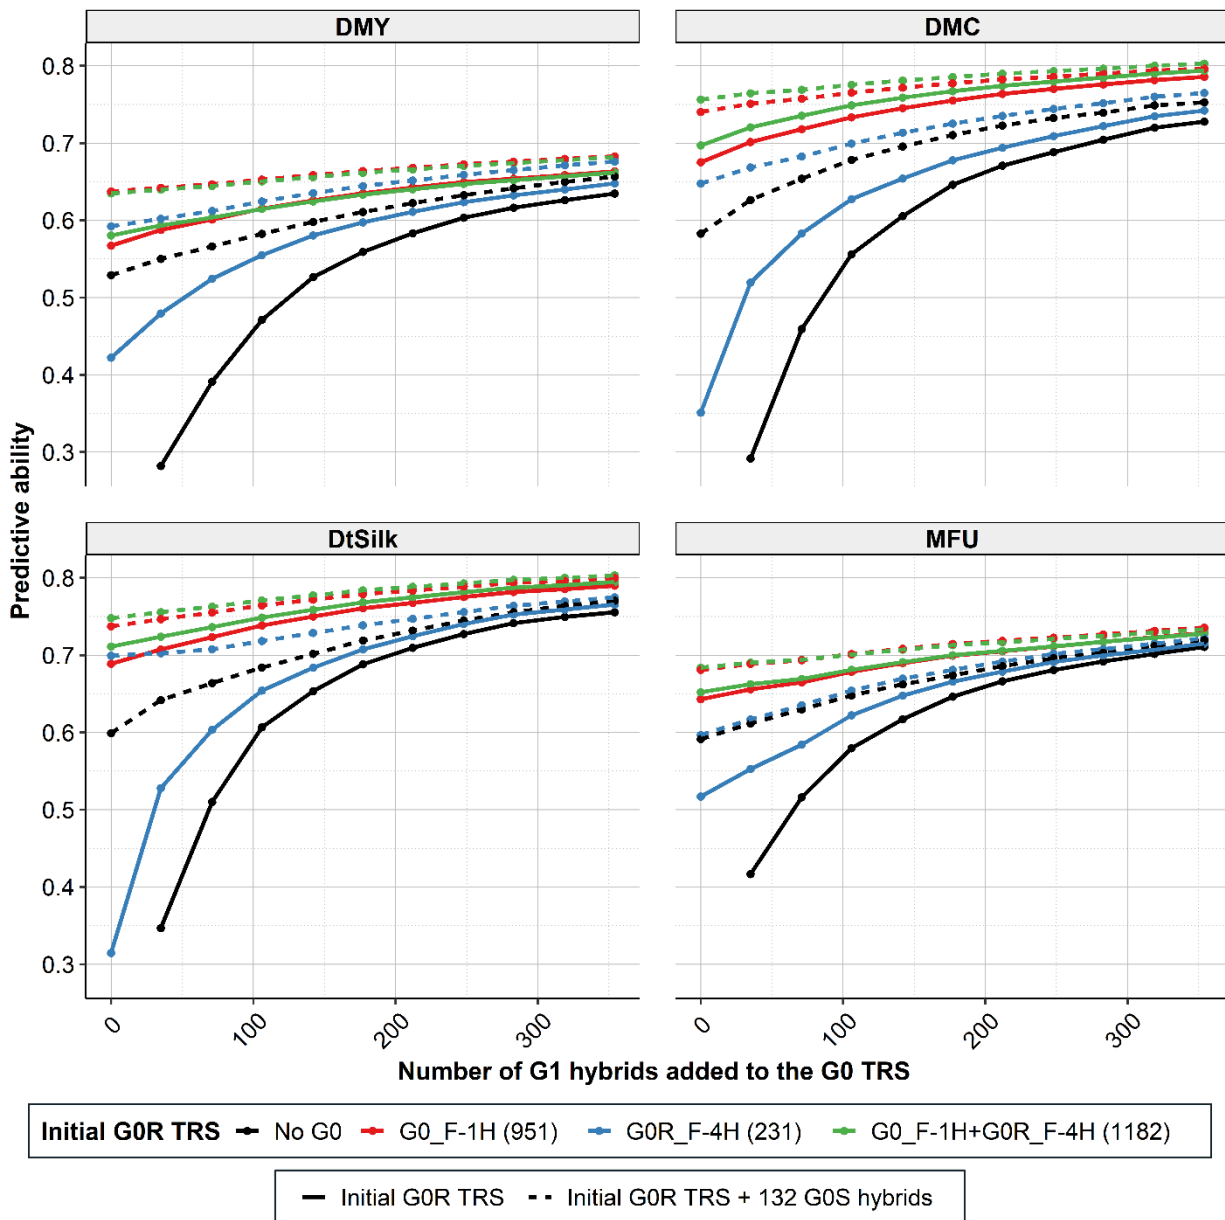 DMY
DMC
0.8
0.7
0.6
0.5
0.4
0.3
DtSilk
MFU
0.8
0.7
0.6
0.5
0.4
0.3
Predictive ability
0
100
200
300
0
100
200
300
Number of G1 hybrids added to the G0 TRS
Initial G0R TRS No G0 G0_F-1H (951) G0R_F-4H (231) G0_F-1H+G0R_F-4H (1182)
Initial G0R TRS Initial G0R TRS + 132 G0S hybrids